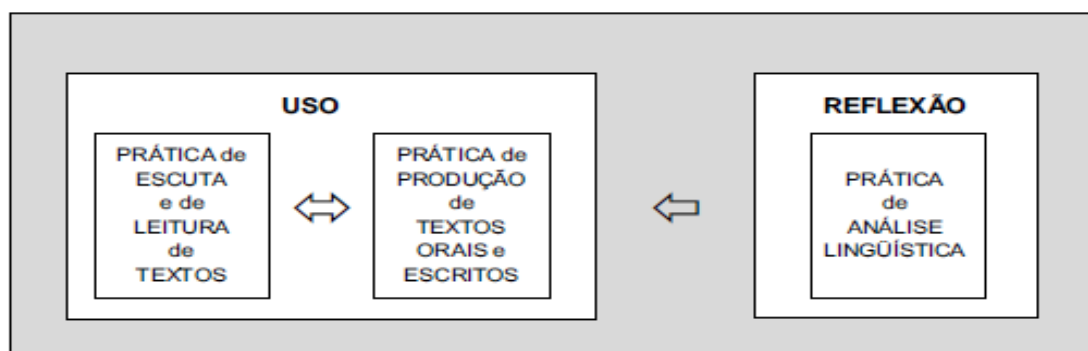 USO
PRÁTICA de
ESCUTA
e de
LEITURA
de
TEXTOS
PRÁTICA de
PRODUÇÃO
de
TEXTOS
ORAIS e
ESCRITOS
REFLEXÃO
PRÁTICA
de
ANÁLISE
LINGÜÍSTICA